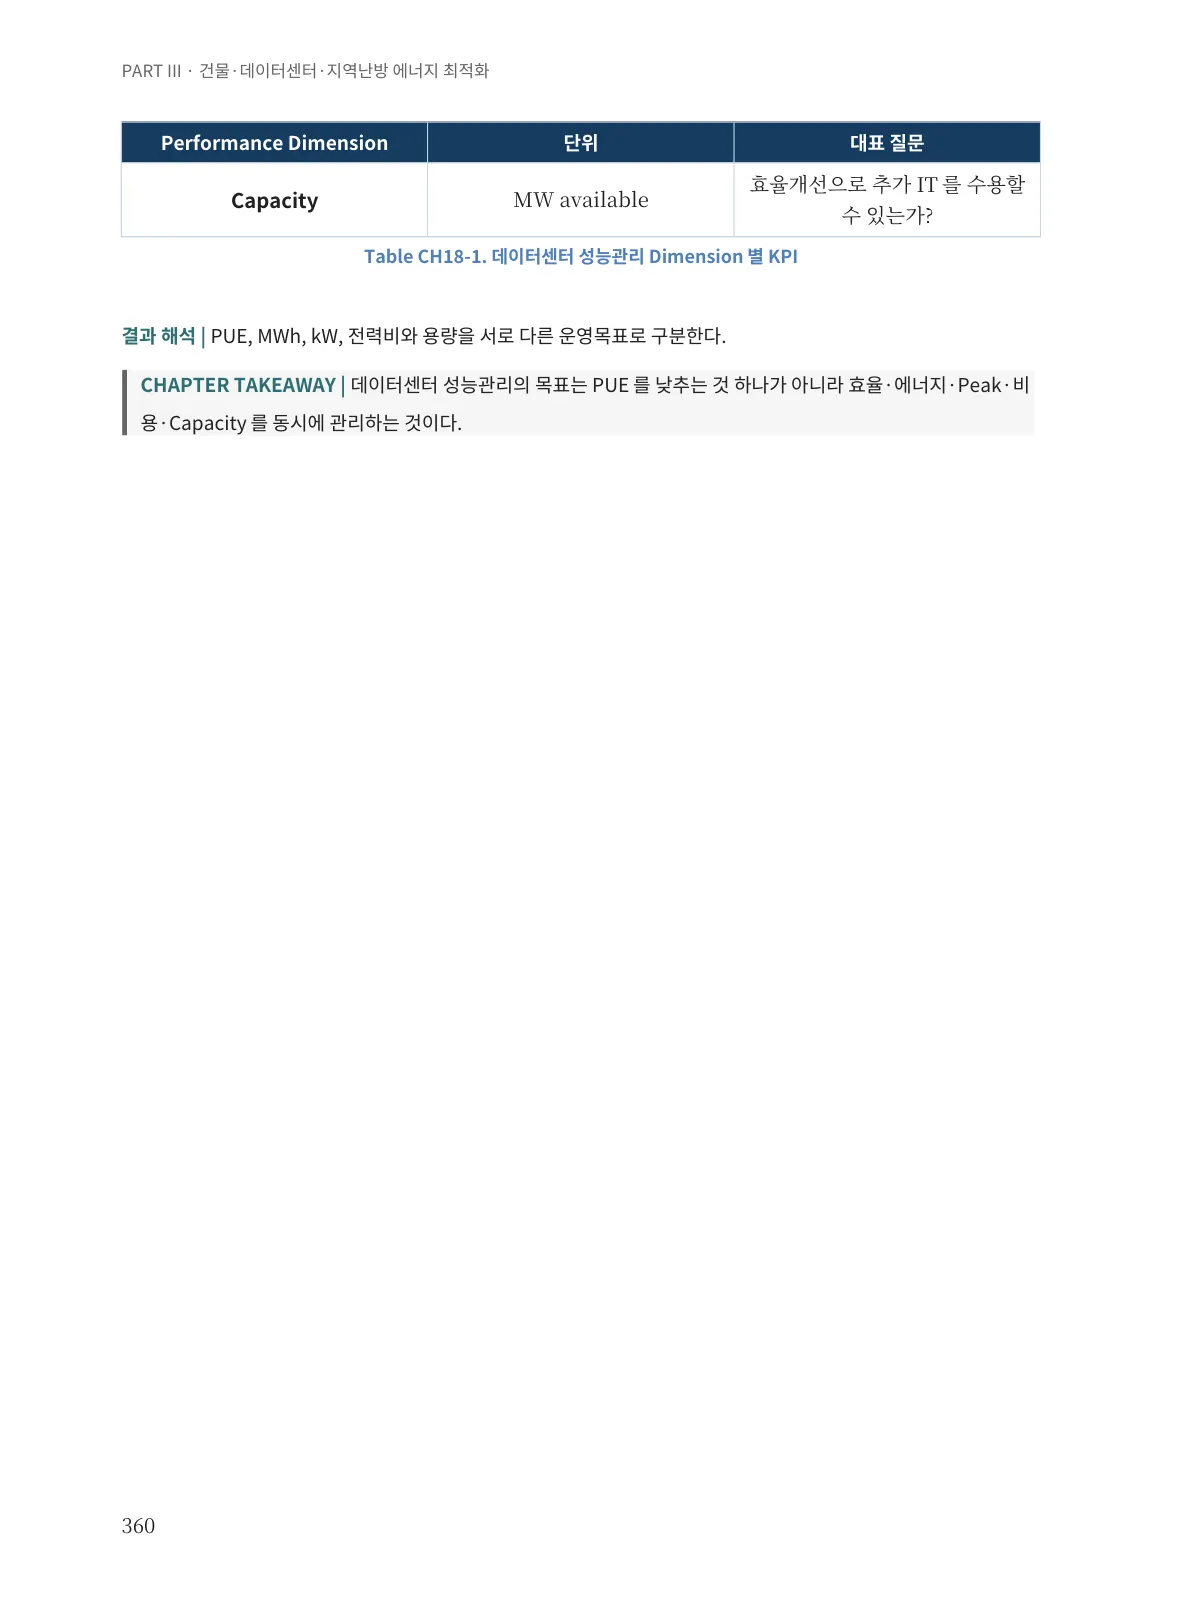 PART III · 건물·데이터센터·지역난방 에너지 최적화
Performance Dimension 단위 대표 질문
Capacity MW available 효율개선으로 추가 IT 를 수용할
수 있는가?
Table CH18-1. 데이터센터 성능관리 Dimension 별 KPI
결과 해석 | PUE, MWh, kW, 전력비와 용량을 서로 다른 운영목표로 구분한다.
CHAPTER TAKEAWAY | 데이터센터 성능관리의 목표는 PUE 를 낮추는 것 하나가 아니라 효율·에너지·Peak·비
용·Capacity 를 동시에 관리하는 것이다.
360